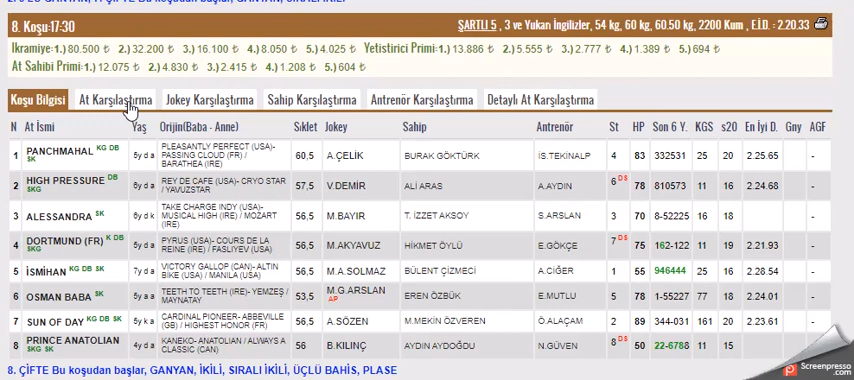 8. Koşu:17-30 ŞARTLI 5 , 3 ve Yukarı İngilizler, 54 kg, 60 kg, 60.50 kg, 2200 Kum , E.İ.D. : 2.20.33
İkramiye:1.) 80.500 ₺ 2.) 32.200 ₺ 3.) 16.100 ₺ 4.) 8.050 ₺ 5.) 4.025 ₺ Yetistirici Primi:1.) 13.886 ₺ 2.) 5.555 ₺ 3.) 2.777 ₺ 4.) 1.389 ₺ 5.) 694 ₺
At Sahibi Primi:1.) 12.075 ₺ 2.) 4.830 ₺ 3.) 2.415 ₺ 4.) 1.208 ₺ 5.) 604 ₺
Koşu Bilgisi At Karşılaştırma Jokey Karşılaştırma Sahip Karşılaştırma Antrenör Karşılaştırma Detaylı At Karşılaştırma
N At İsmi Yaş Orijin(Baba - Anne) Sıklet Jokey Sahip Antrenör St HP Son 6 Y. KGS s20 En İyi D. Gny AGF
1 PANCHMAHAL KG DB SK 5y d a PLEASANTLY PERFECT (USA)- PASSING CLOUD (FR) / BARATHEA (IRE) 60,5 A.ÇELİK BURAK GÖKTÜRK İS.TEKİNALP 4 83 332531 25 20 2.25.65 -
2 HIGH PRESSURE DB SKG 6y d a REY DE CAFE (USA)- CRYO STAR / YAVUZSTAR 57,5 V.DEMİR ALİ ARAS A.AYDIN 6 DS 78 810573 11 16 2.24.68 -
3 ALESSANDRA SK 6y d k TAKE CHARGE INDY (USA)- MUSICAL HIGH (IRE) / MOZART (IRE) 56,5 M.BAYIR T. İZZET AKSOY S.ARSLAN 3 70 8-52225 16 18 -
4 DORTMUND (FR) K DB SKG 5y d a PYRUS (USA)- COURS DE LA REINE (IRE) / FASLIYEV (USA) 56,5 M.AKYAVUZ HİKMET ÖYLÜ E.GÖKÇE 7 DS 75 162-122 11 19 2.21.93 -
5 İSMİHAN KG DB SK 7y d k VICTORY GALLOP (CAN)- ALTIN BİKE (USA) / MANILA (USA) 56,5 M.A.SOLMAZ BÜLENT ÇİZMECİ A.CİĞER 1 55 946444 25 16 2.28.54 -
6 OSMAN BABA SK 5y a a TEETH TO TEETH (IRE)- YEMZEŞ / MAYNATAY 53,5 M.G.ARSLAN AP EREN ÖZBÜK E.MUTLU 5 78 1-55227 77 18 2.24.01 -
7 SUN OF DAY KG DB SK 5y k a CARDINAL PIONEER- ABBEVILLE (GB) / HIGHEST HONOR (FR) 56,5 A.SÖZEN M.MEKİN ÖZVEREN Ö.ALAÇAM 2 89 344-031 161 20 2.23.61 -
8 PRINCE ANATOLIAN SKG SK 4y d a KANEKO- ANATOLIAN / ALWAYS A CLASSIC (CAN) 56 B.KILINÇ AYDIN AYDOĞDU N.GÜVEN 8 DS 50 22-6788 11 15
8. ÇİFTE Bu koşudan başlar, GANYAN, İKİLİ, SIRALI İKİLİ, ÜÇLÜ BAHİS, PLASE
Screenpresso
.com